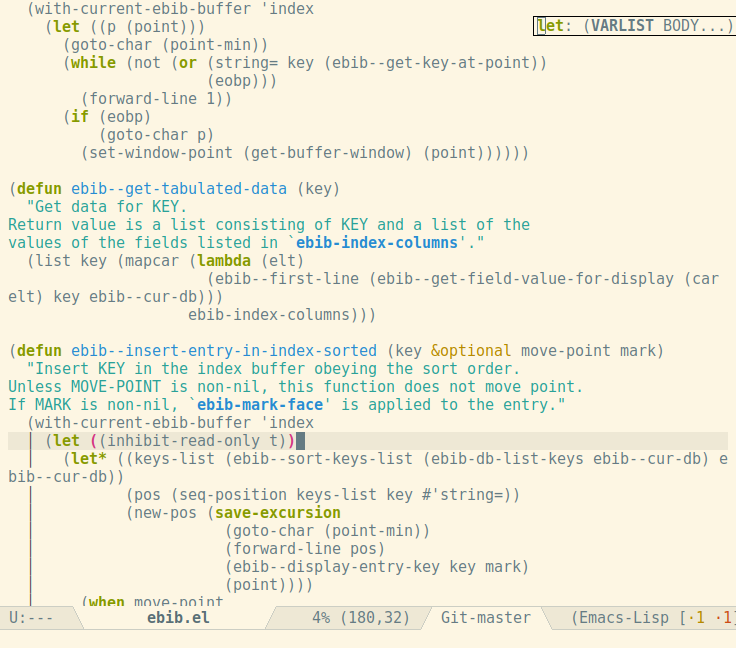 (with-current-ebib-buffer 'index
(let ((p (point)))
let: (VARLIST BODY...)
(goto-char (point-min))
(while (not (or (string= key (ebib--get-key-at-point))
(eobp)))
(forward-line 1))
(if (eobp)
(goto-char p)
(set-window-point (get-buffer-window) (point))))))
(defun ebib--get-tabulated-data (key)
"Get data for KEY.
Return value is a list consisting of KEY and a list of the
values of the fields listed in `ebib-index-columns'."
(list key (mapcar (lambda (elt)
(ebib--first-line (ebib--get-field-value-for-display (car
elt) key ebib--cur-db)))
ebib-index-columns)))
(defun ebib--insert-entry-in-index-sorted (key &optional move-point mark)
"Insert KEY in the index buffer obeying the sort order.
Unless MOVE-POINT is non-nil, this function does not move point.
If MARK is non-nil, `ebib-mark-face' is applied to the entry."
(with-current-ebib-buffer 'index
(let ((inhibit-read-only t))
(let* ((keys-list (ebib--sort-keys-list (ebib-db-list-keys ebib--cur-db) e
bib--cur-db))
(pos (seq-position keys-list key #'string=))
(new-pos (save-excursion
(goto-char (point-min))
(forward-line pos)
(ebib--display-entry-key key mark)
(point))))
(when move-point
U:--- ebib.el 4% (180,32) Git-master (Emacs-Lisp [·1 ·1]